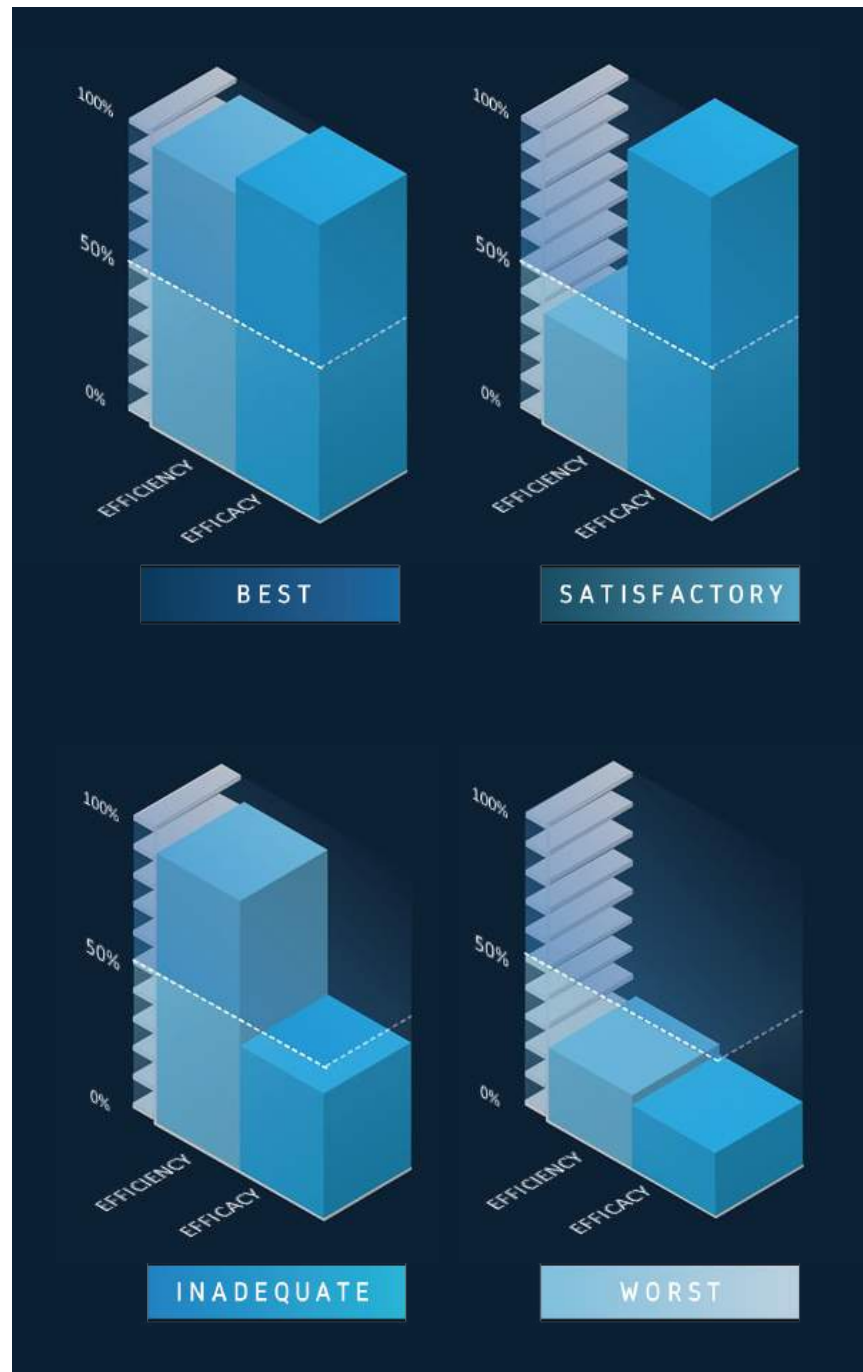 100%
50%
0%
EFFICIENCY
EFFICACY
BEST
100%
50%
0%
EFFICIENCY
EFFICACY
SATISFACTORY
100%
50%
0%
EFFICIENCY
EFFICACY
INADEQUATE
100%
50%
0%
EFFICIENCY
EFFICACY
WORST